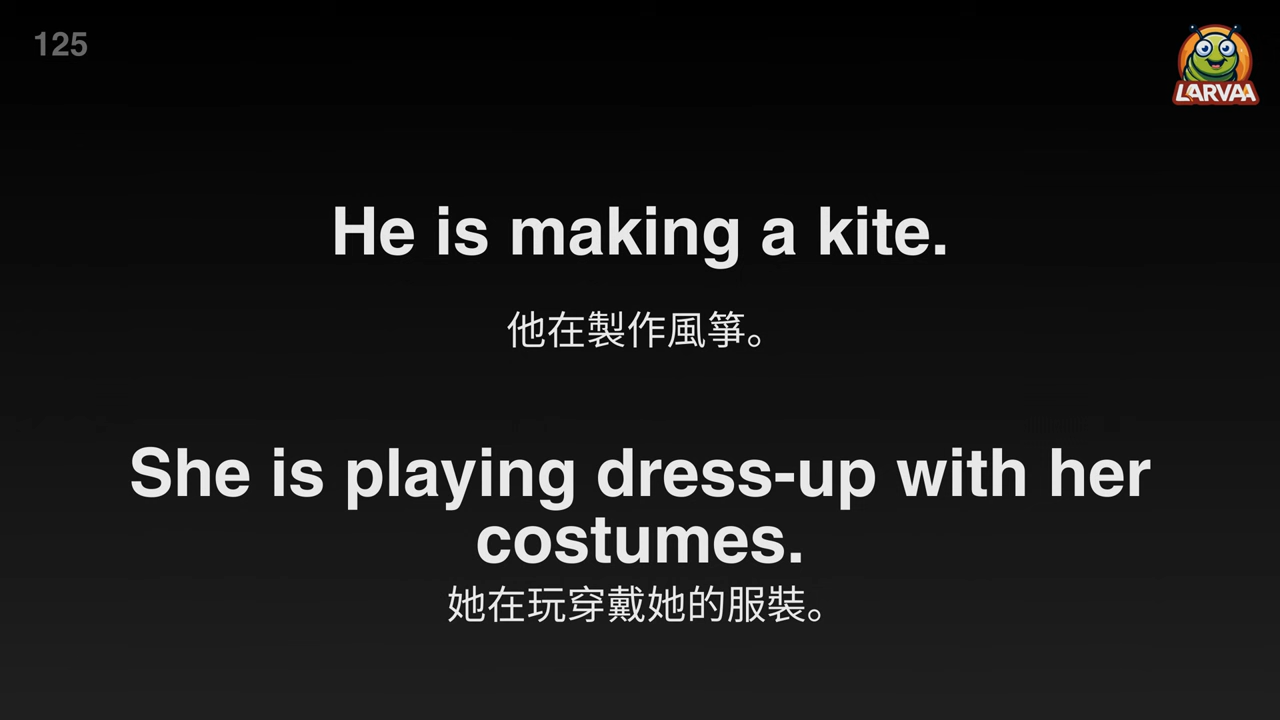 125
LARVAA
He is making a kite.
他在製作風箏。
She is playing dress-up with her
costumes.
她在玩穿戴她的服裝。